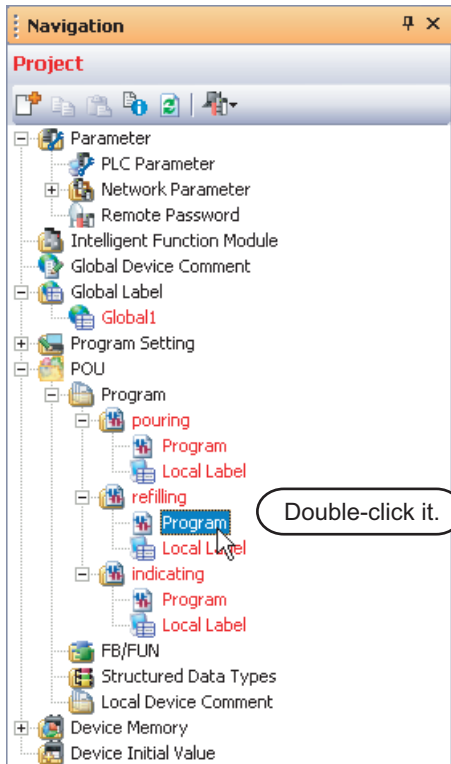 Navigation
Project
Parameter
PLC Parameter
Network Parameter
Remote Password
Intelligent Function Module
Global Device Comment
Global Label
Global1
Program Setting
POU
Program
pouring
Program
Local Label
refilling
Program
Double-click it.
Local Label
indicating
Program
Local Label
FB/FUN
Structured Data Types
Local Device Comment
Device Memory
Device Initial Value